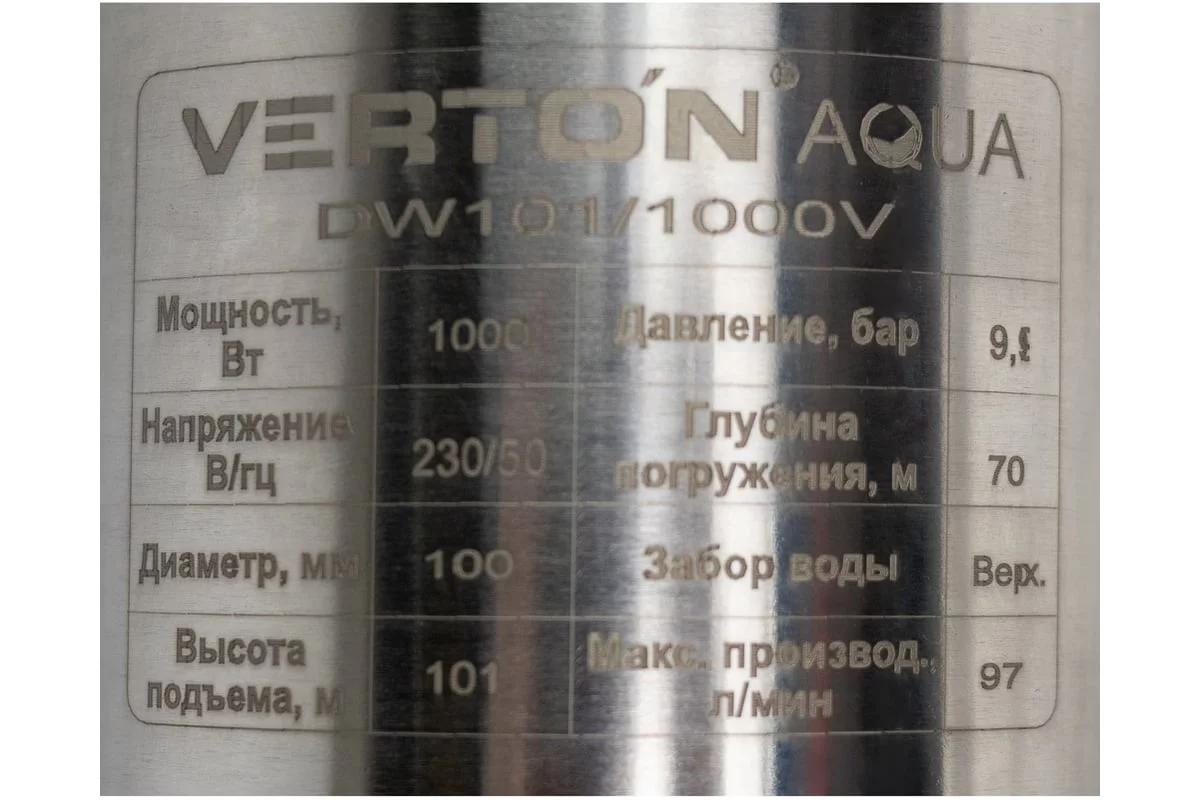 VERTON® AQUA
DW101/1000V
Мощность,
Вт
1000
Давление, бар
Напряжение
В/гц
230/50
Глубина
погружения, м
70
Диаметр, мм
100
Забор воды
Верх.
Высота
подъема, м
101
Макс. производ.,
л/мин
97